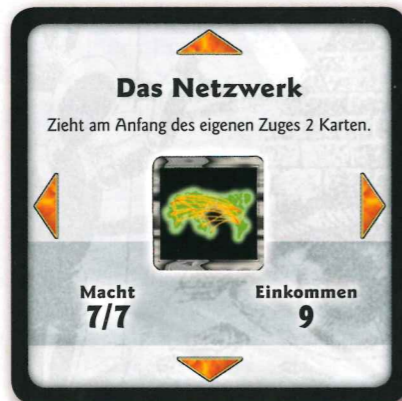 Das Netzwerk
Zieht am Anfang des eigenen Zuges 2 Karten.
Macht
7/7
Einkommen
9